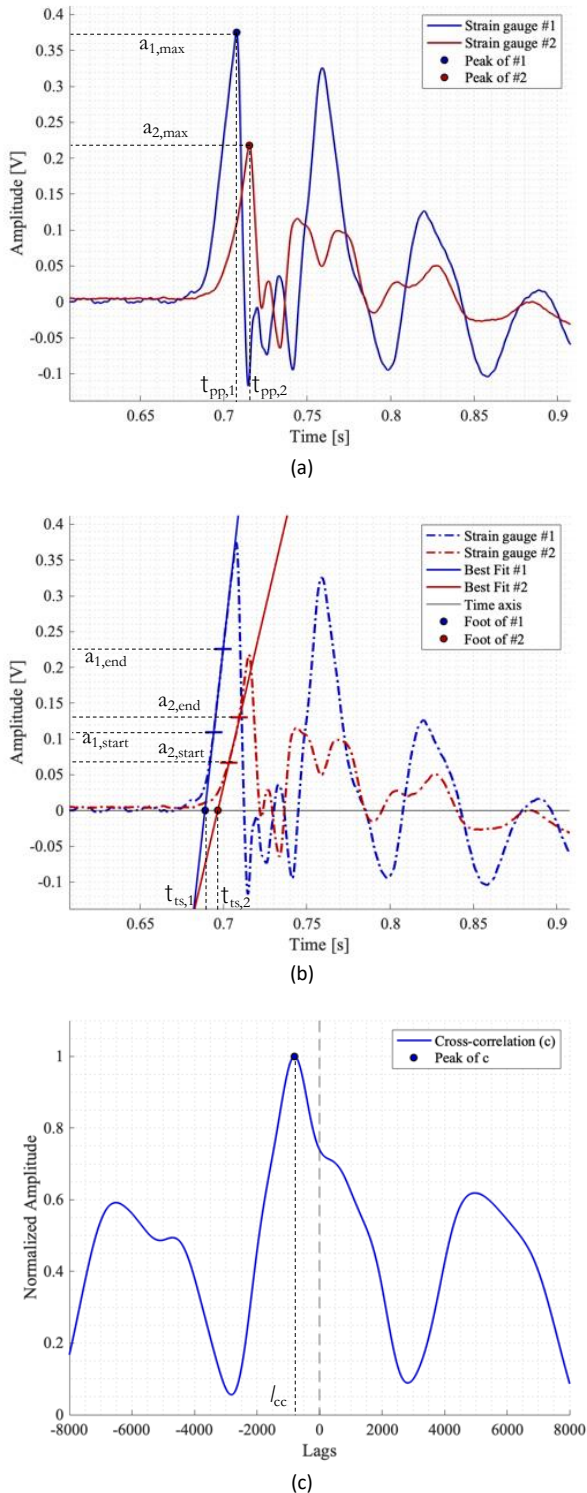 0.4
0.35
0.3
0.25
0.2
0.15
0.1
0.05
0
-0.05
-0.1
Amplitude [V]
a1,max
a2,max
Strain gauge #1
Strain gauge #2
Peak of #1
Peak of #2
tpp,1 tpp,2
0.65 0.7 0.75 0.8 0.85 0.9
Time [s]
(a)
0.4
0.35
0.3
0.25
0.2
0.15
0.1
0.05
0
-0.05
-0.1
Amplitude [V]
Strain gauge #1
Strain gauge #2
Best Fit #1
Best Fit #2
Time axis
Foot of #1
Foot of #2
a1,end
a2,end
a1,start
a2,start
tts,1 tts,2
0.65 0.7 0.75 0.8 0.85 0.9
Time [s]
(b)
1
0.8
0.6
0.4
0.2
0
Normalized Amplitude
Cross-correlation (c)
Peak of c
lcc
-8000 -6000 -4000 -2000 0 2000 4000 6000 8000
Lags
(c)